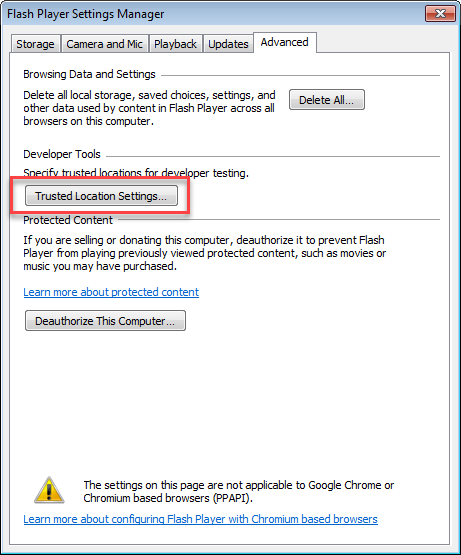 Flash Player Settings Manager
Storage Camera and Mic Playback Updates Advanced
Browsing Data and Settings
Delete all local storage, saved choices, settings, and
other data used by content in Flash Player across all
browsers on this computer.
Delete All...
Developer Tools
Specify trusted locations for developer testing.
Trusted Location Settings...
Protected Content
If you are selling or donating this computer, deauthorize it to prevent Flash
Player from playing previously viewed protected content, such as movies or
music you may have purchased.
Learn more about protected content
Deauthorize This Computer...
The settings on this page are not applicable to Google Chrome or
Chromium based browsers (PPAPI).
Learn more about configuring Flash Player with Chromium based browsers